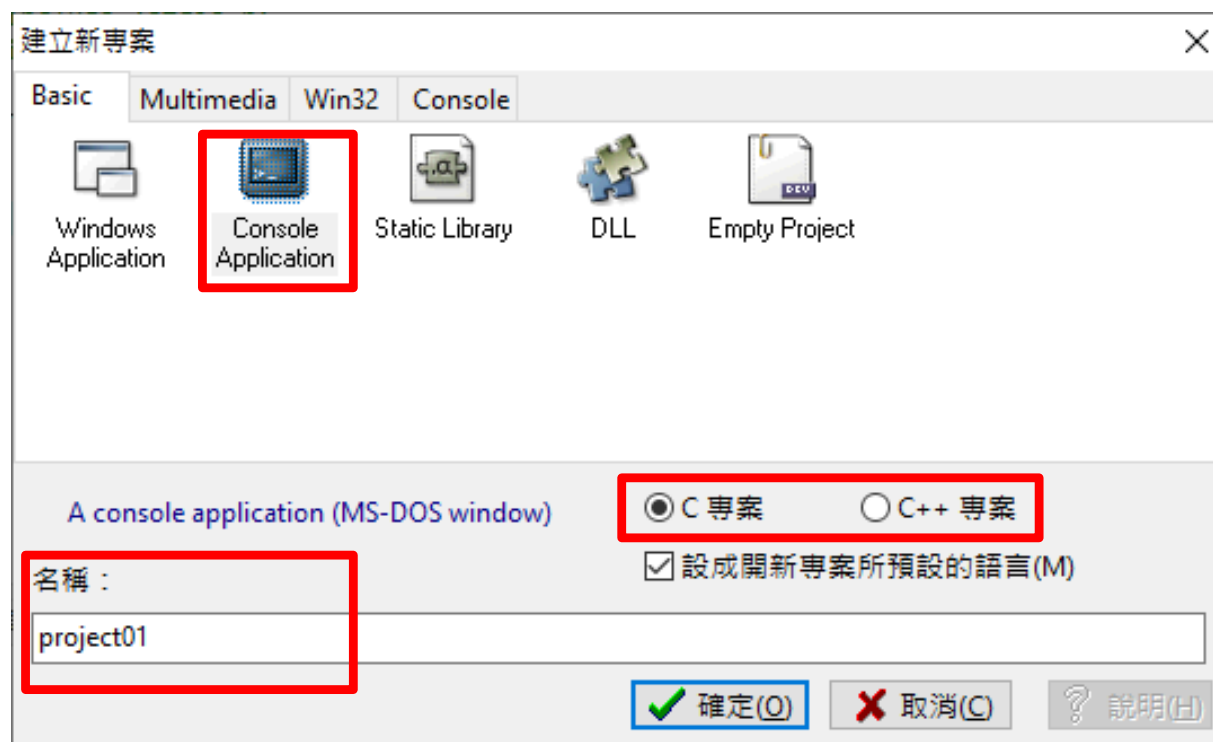 建立新專案
Basic Multimedia Win32 Console
Windows Application
Console Application
Static Library
DLL
Empty Project
DEV
A console application (MS-DOS window)
C 專案 C++ 專案
設成開新專案所預設的語言(M)
名稱：
project01
確定(O) 取消(C) 說明(H)